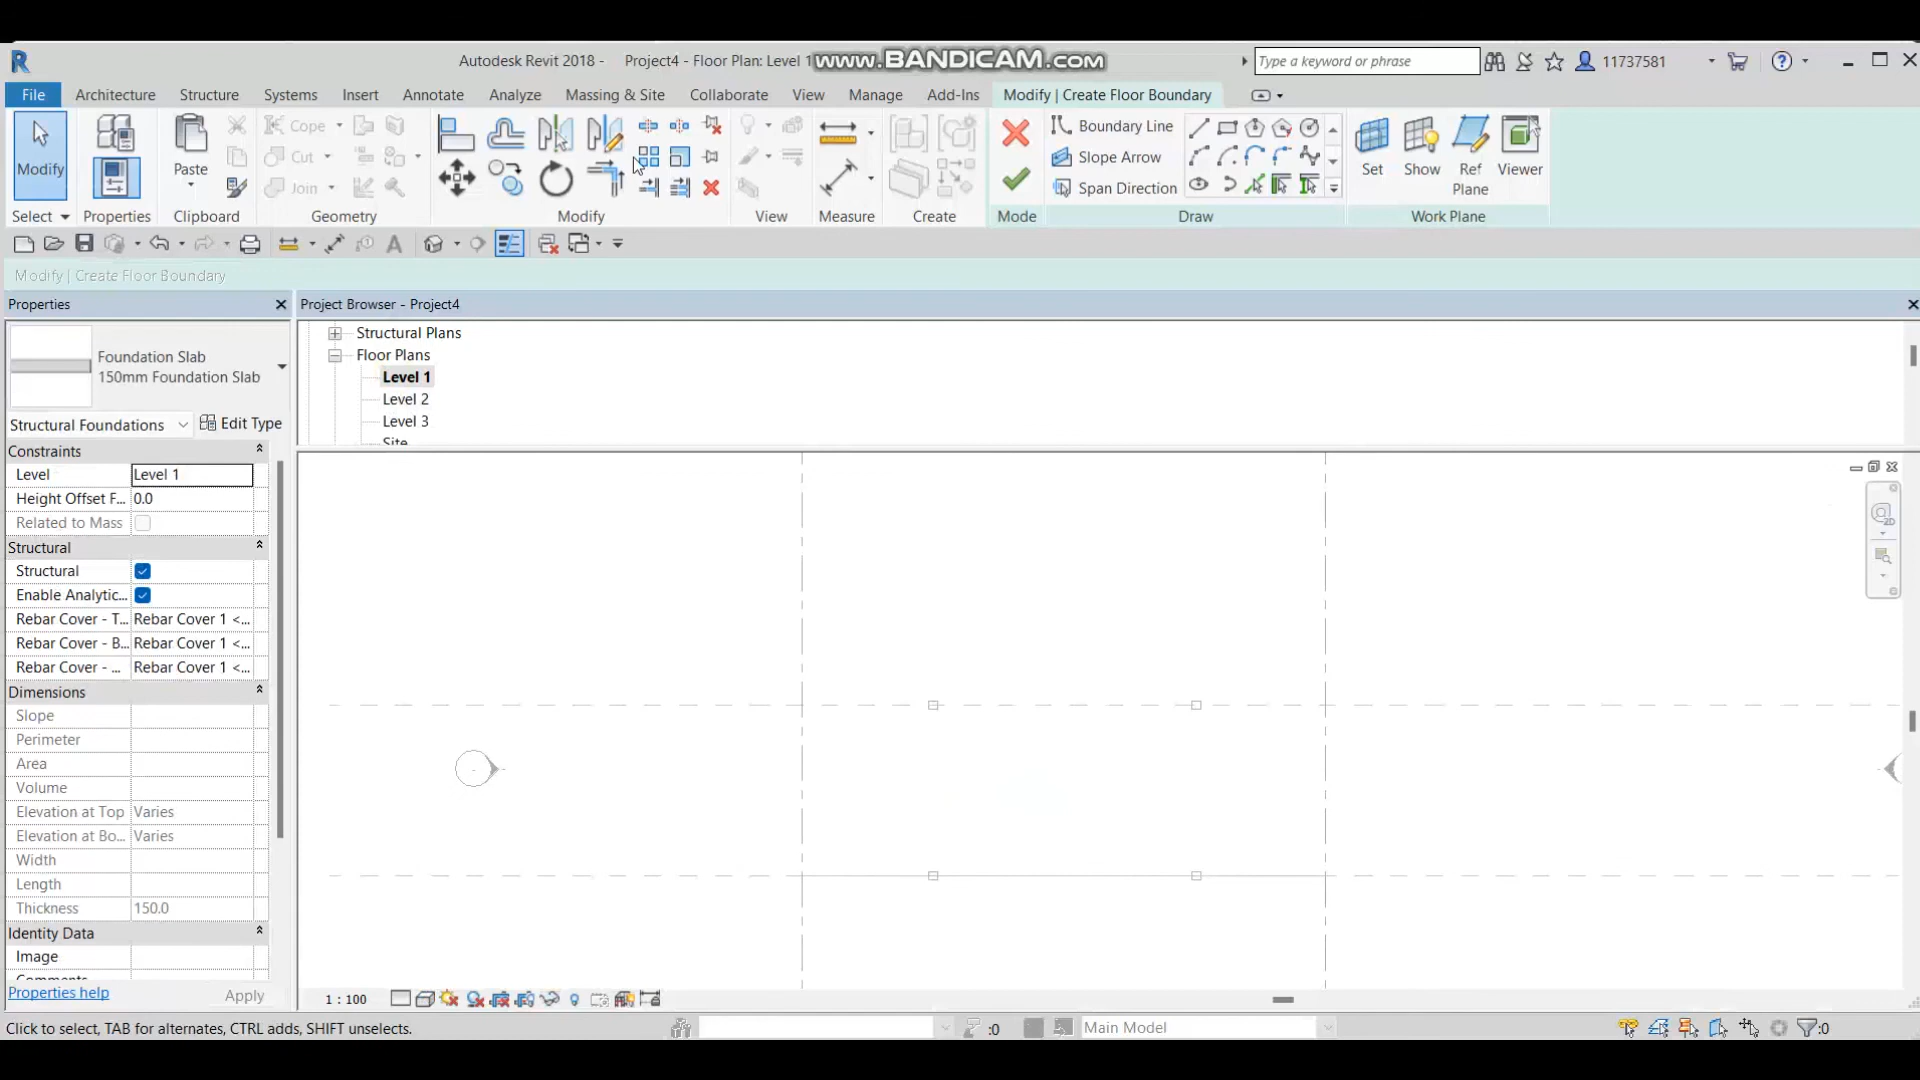 Autodesk Revit 2018 - Project4 - Floor Plan: Level 1
www.BANDICAM.com
Type a keyword or phrase
11737581
File Architecture Structure Systems Insert Annotate Analyze Massing & Site Collaborate View Manage Add-Ins Modify | Create Floor Boundary
Modify
Paste
Cope
Cut
Join
Boundary Line
Slope Arrow
Span Direction
Set Show Ref Plane Viewer
Select Properties Clipboard Geometry Modify View Measure Create Mode Draw Work Plane
Modify | Create Floor Boundary
Properties
Project Browser - Project4
Structural Plans
Floor Plans
Level 1
Level 2
Level 3
Site
Foundation Slab
150mm Foundation Slab
Structural Foundations Edit Type
Constraints
Level Level 1
Height Offset F... 0.0
Related to Mass
Structural
Structural
Enable Analytic...
Rebar Cover - T... Rebar Cover 1 <...
Rebar Cover - B... Rebar Cover 1 <...
Rebar Cover - ... Rebar Cover 1 <...
Dimensions
Slope
Perimeter
Area
Volume
Elevation at Top Varies
Elevation at Bo... Varies
Width
Length
Thickness 150.0
Identity Data
Image
Comments
Properties help Apply
1 : 100
Click to select, TAB for alternates, CTRL adds, SHIFT unselects.
:0
Main Model
:0